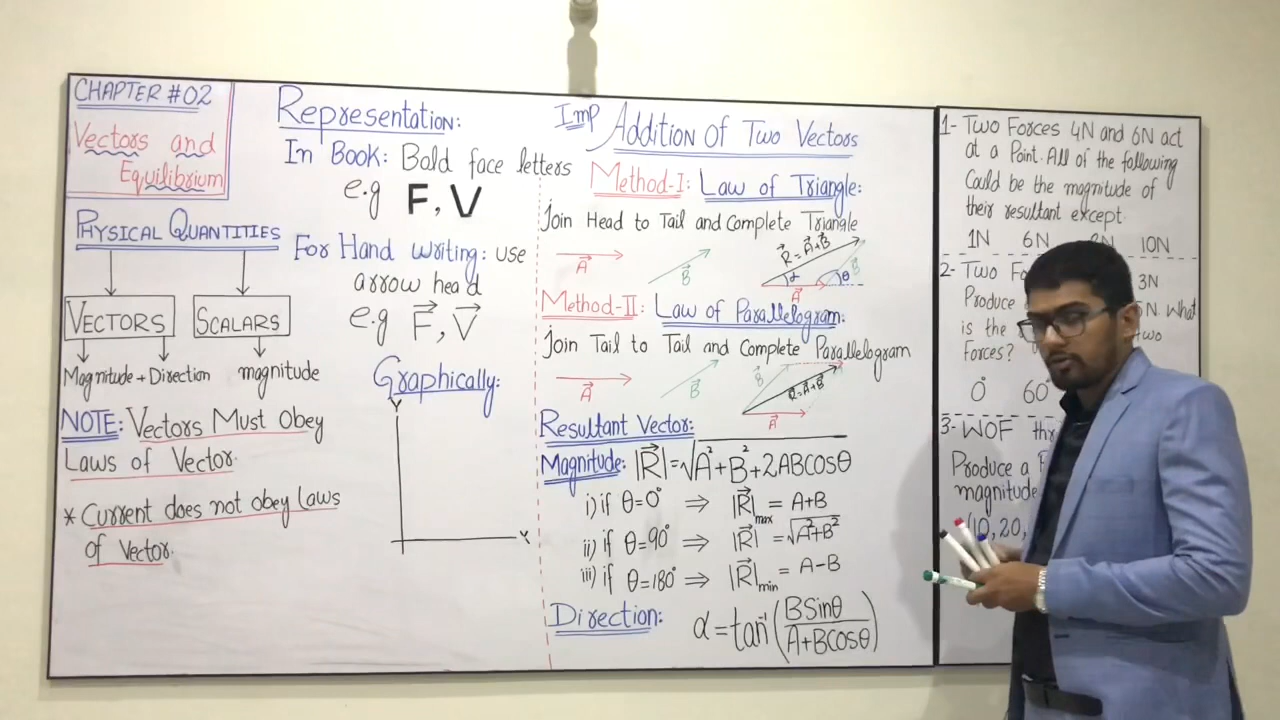 CHAPTER #02
Vectors and
Equilibrium
PHYSICAL QUANTITIES
VECTORS
SCALARS
Magnitude + Direction
magnitude
NOTE: Vectors Must Obey
Laws of Vector.
* Current does not obey laws
of Vector.
Representation:
In Book: Bold face letters
e.g F, V
For Hand writing: use
arrow head
e.g F⃗, V⃗
Graphically:
Y
X
Imp Addition Of Two Vectors
Method-I: Law of Triangle:
Join Head to Tail and Complete Triangle
A⃗
B⃗
R⃗ = A⃗+B⃗
α
θ
B⃗
A⃗
Method-II: Law of Parallelogram:
Join Tail to Tail and Complete Parallelogram
A⃗
B⃗
B⃗
R⃗=A⃗+B⃗
A⃗
Resultant Vector:
Magnitude: |R⃗| = √A²+B²+2ABcosθ
i) if θ=0° ⇒ |R⃗|max = A+B
ii) if θ=90° ⇒ |R⃗| = √A²+B²
iii) if θ=180° ⇒ |R⃗|min = A-B
Direction: α = tan⁻¹(BSinθ/A+BCosθ)
1- Two Forces 4N and 6N act
at a Point. All of the following
Could be the magnitude of
their resultant except.
1N 6N 10N
2- Two 3N
Produce 5N. What
is the two
Forces?
0° 60°
3- WOF
Produce a
magnitude
(10, 20,